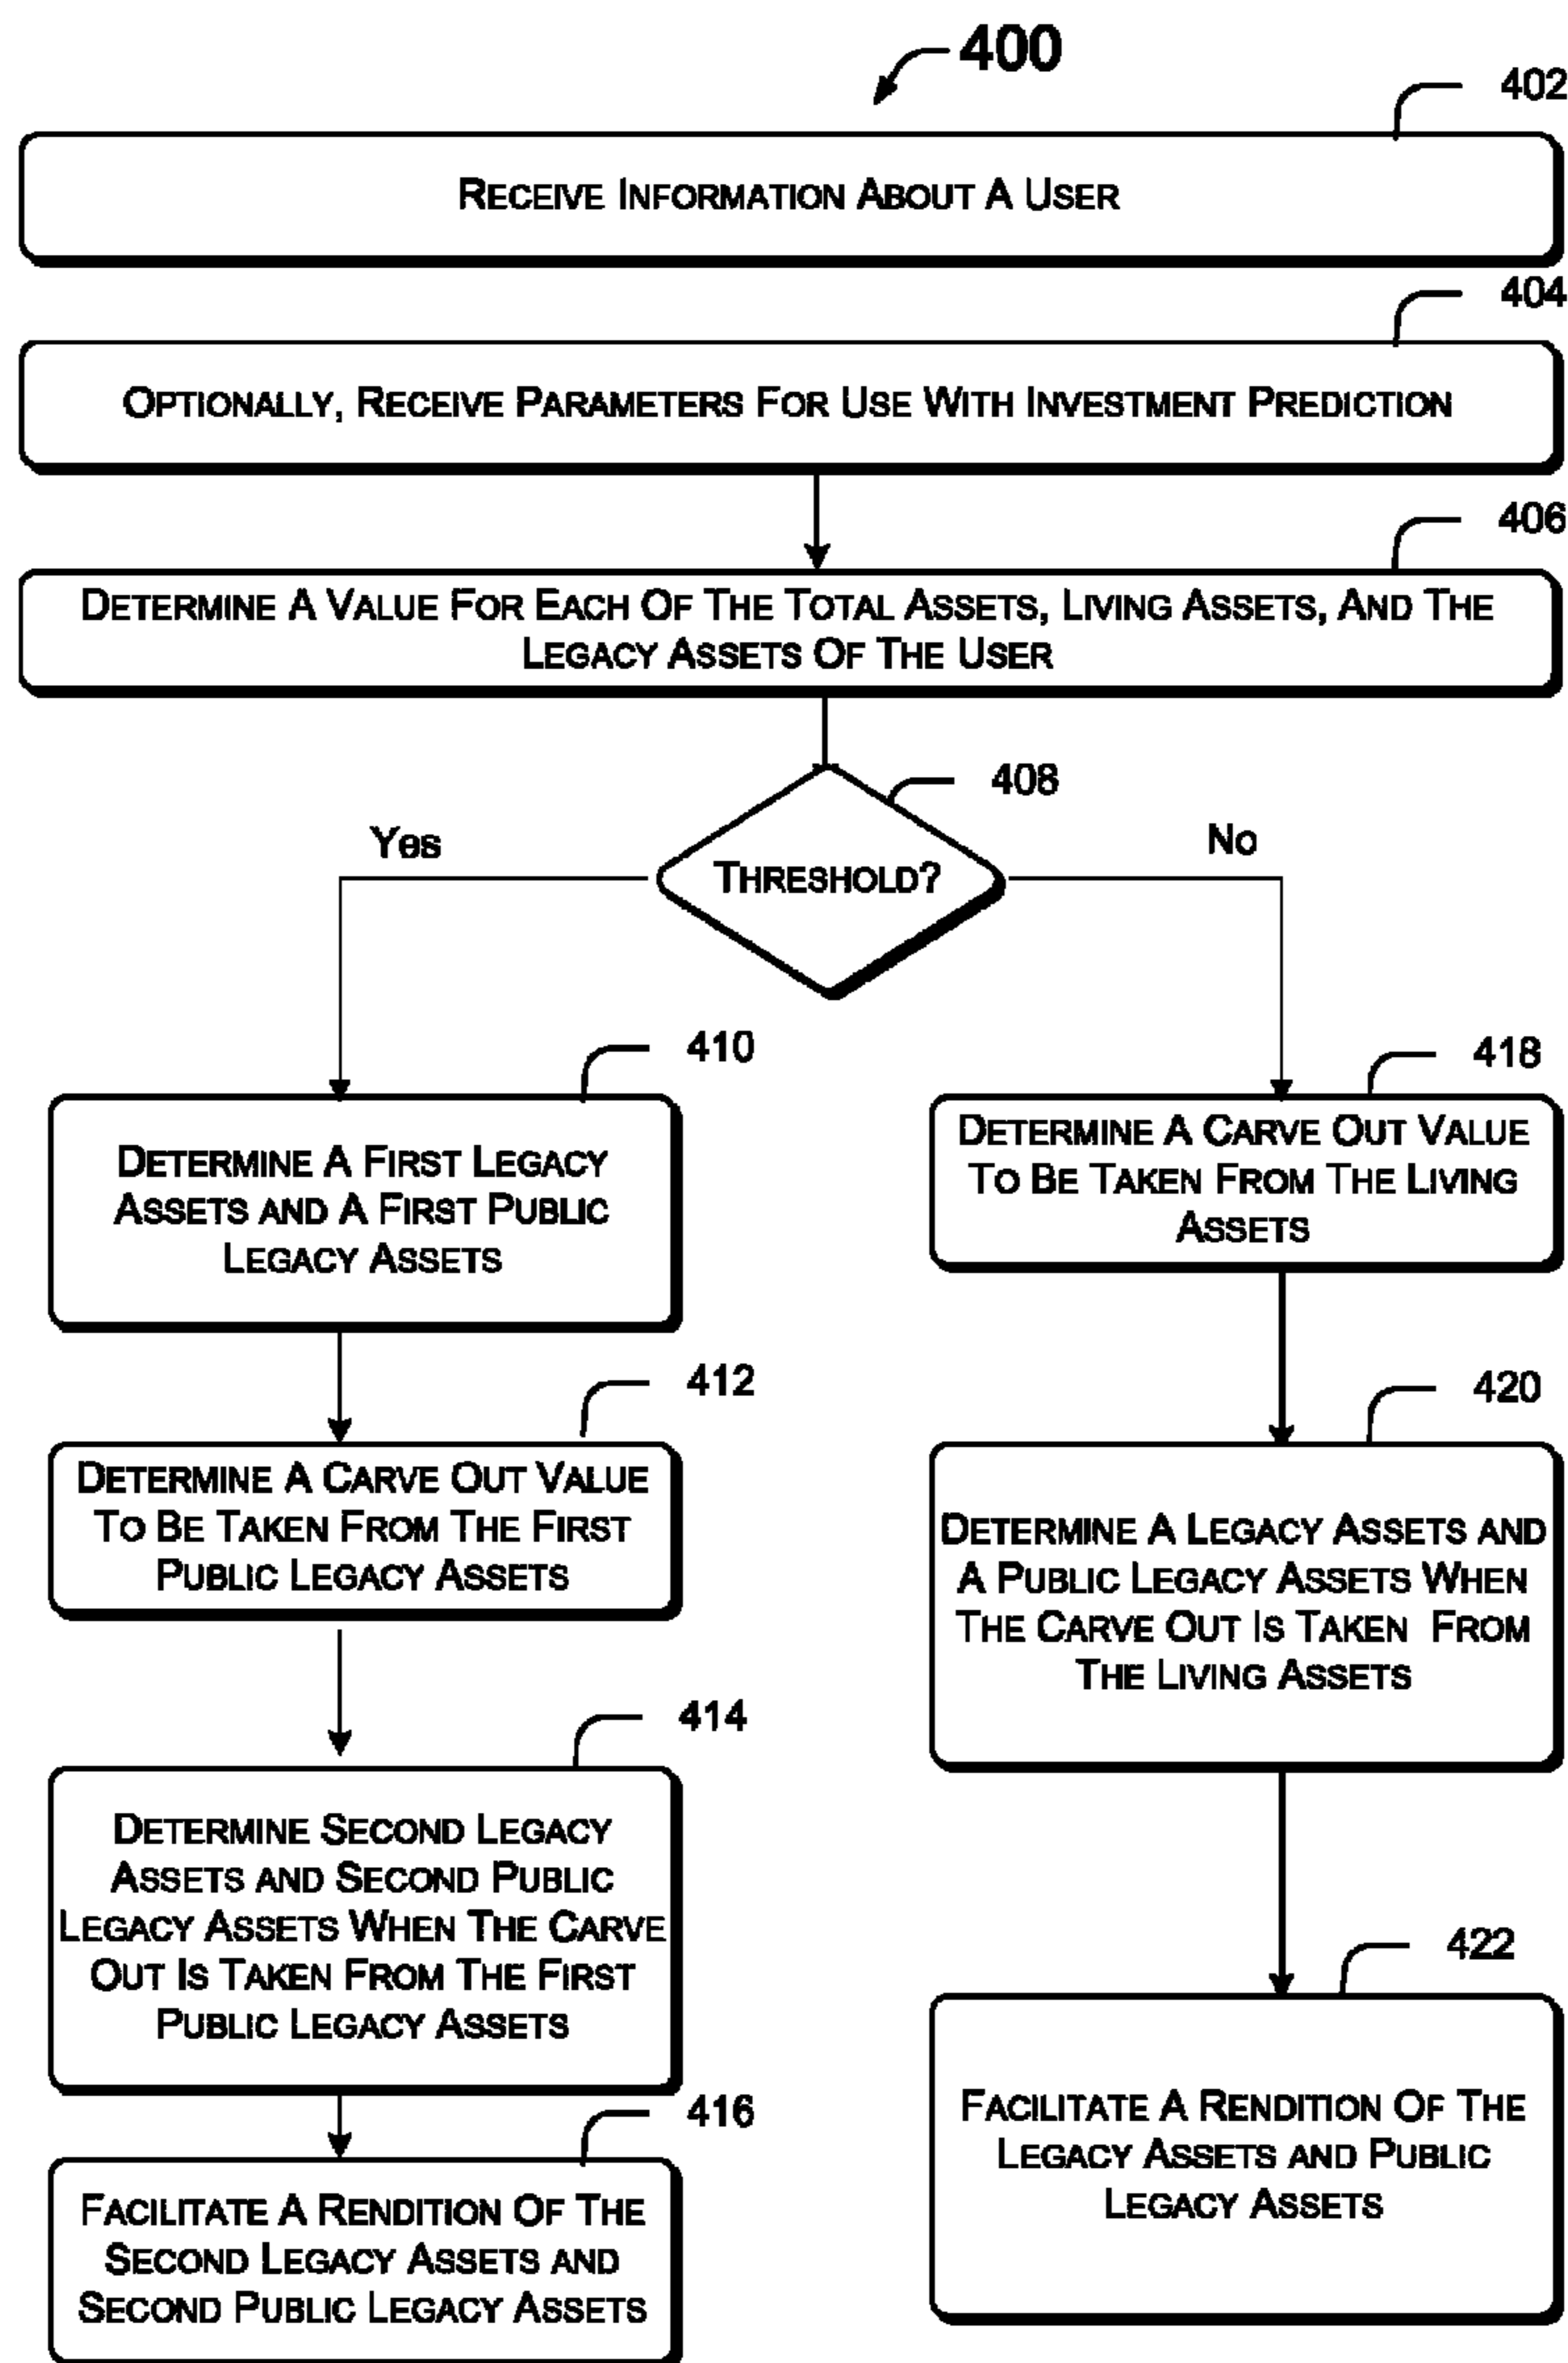 400
402
RECEIVE INFORMATION ABOUT A USER
404
OPTIONALLY, RECEIVE PARAMETERS FOR USE WITH INVESTMENT PREDICTION
406
DETERMINE A VALUE FOR EACH OF THE TOTAL ASSETS, LIVING ASSETS, AND THE
LEGACY ASSETS OF THE USER
408
Yes
No
THRESHOLD?
410
DETERMINE A FIRST LEGACY
ASSETS AND A FIRST PUBLIC
LEGACY ASSETS
412
DETERMINE A CARVE OUT VALUE
TO BE TAKEN FROM THE FIRST
PUBLIC LEGACY ASSETS
414
DETERMINE SECOND LEGACY
ASSETS AND SECOND PUBLIC
LEGACY ASSETS WHEN THE CARVE
OUT IS TAKEN FROM THE FIRST
PUBLIC LEGACY ASSETS
416
FACILITATE A RENDITION OF THE
SECOND LEGACY ASSETS AND
SECOND PUBLIC LEGACY ASSETS
418
DETERMINE A CARVE OUT VALUE
TO BE TAKEN FROM THE LIVING
ASSETS
420
DETERMINE A LEGACY ASSETS AND
A PUBLIC LEGACY ASSETS WHEN
THE CARVE OUT IS TAKEN FROM
THE LIVING ASSETS
422
FACILITATE A RENDITION OF THE
LEGACY ASSETS AND PUBLIC
LEGACY ASSETS